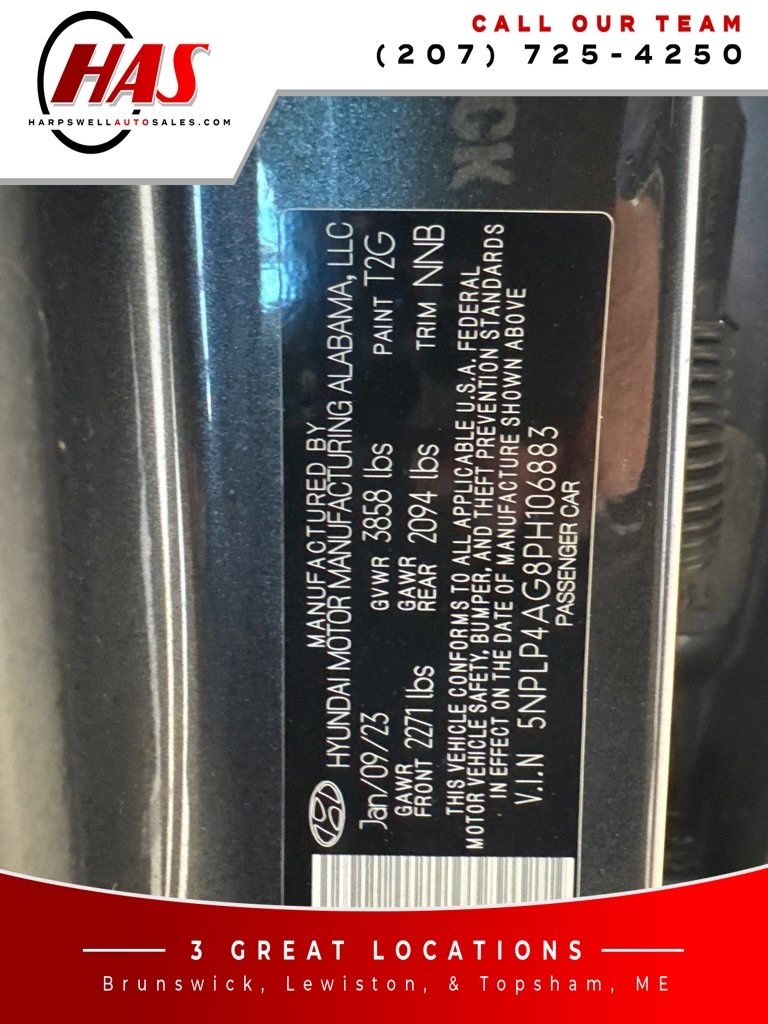 CALL OUR TEAM
(207) 725-4250
HAS
HARPSWELLAUTOSALES.COM
CK
MANUFACTURED BY
HYUNDAI MOTOR MANUFACTURING ALABAMA, LLC
Jan/09/23 GVWR 3858 lbs PAINT T2G
GAWR FRONT 2271 lbs GAWR REAR 2094 lbs TRIM NNB
THIS VEHICLE CONFORMS TO ALL APPLICABLE U.S.A. FEDERAL
MOTOR VEHICLE SAFETY, BUMPER, AND THEFT PREVENTION STANDARDS
IN EFFECT ON THE DATE OF MANUFACTURE SHOWN ABOVE
V.I.N 5NPLP4AG8PH106883
PASSENGER CAR
3 GREAT LOCATIONS
Brunswick, Lewiston, & Topsham, ME